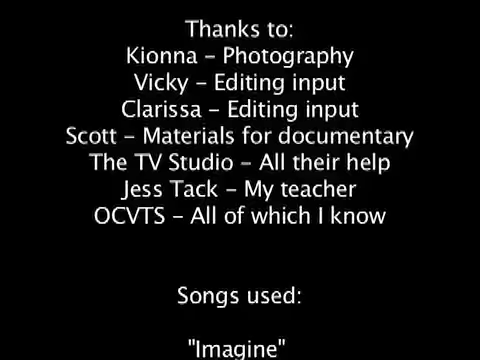 Thanks to:
Kionna - Photography
Vicky - Editing input
Clarissa - Editing input
Scott - Materials for documentary
The TV Studio - All their help
Jess Tack - My teacher
OCVTS - All of which I know
Songs used:
"Imagine"